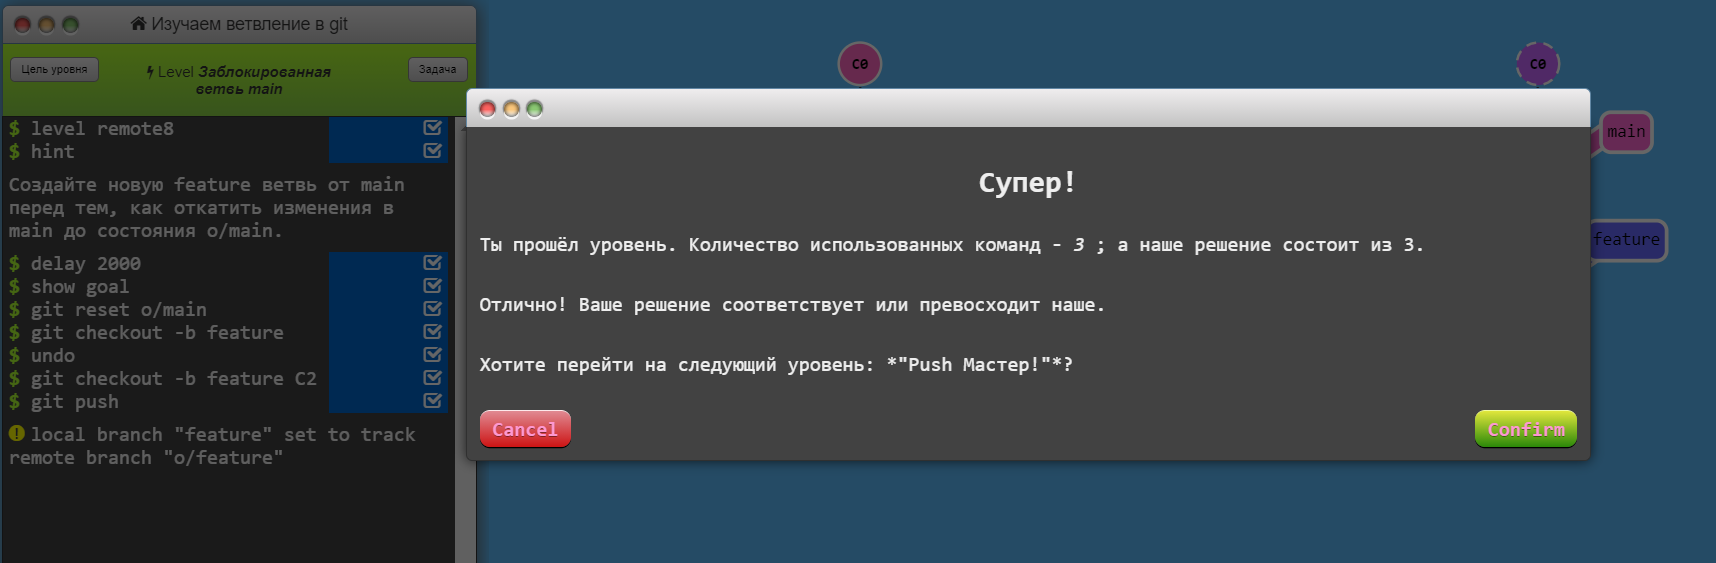 Изучаем ветвление в git
Цель уровня
Level Заблокированная
ветвь main
Задача
$ level remote8
$ hint
Создайте новую feature ветвь от main
перед тем, как откатить изменения в
main до состояния o/main.
$ delay 2000
$ show goal
$ git reset o/main
$ git checkout -b feature
$ undo
$ git checkout -b feature C2
$ git push
local branch "feature" set to track
remote branch "o/feature"
C0
C0
main
feature
Супер!
Ты прошёл уровень. Количество использованных команд - 3 ; а наше решение состоит из 3.
Отлично! Ваше решение соответствует или превосходит наше.
Хотите перейти на следующий уровень: *"Push Мастер!"*?
Cancel
Confirm